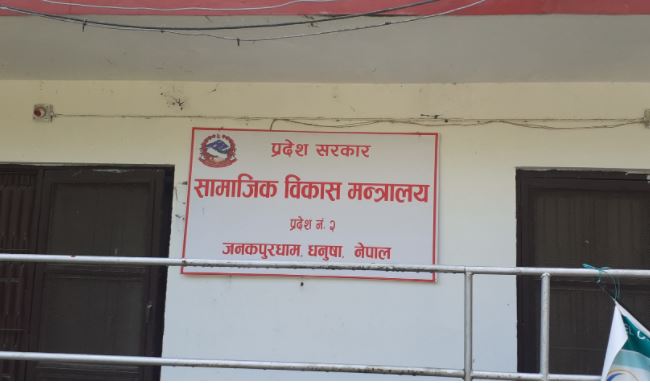 प्रदेश सरकार
सामाजिक विकास मन्त्रालय
प्रदेश नं. २
जनकपुरधाम, धनुषा, नेपाल